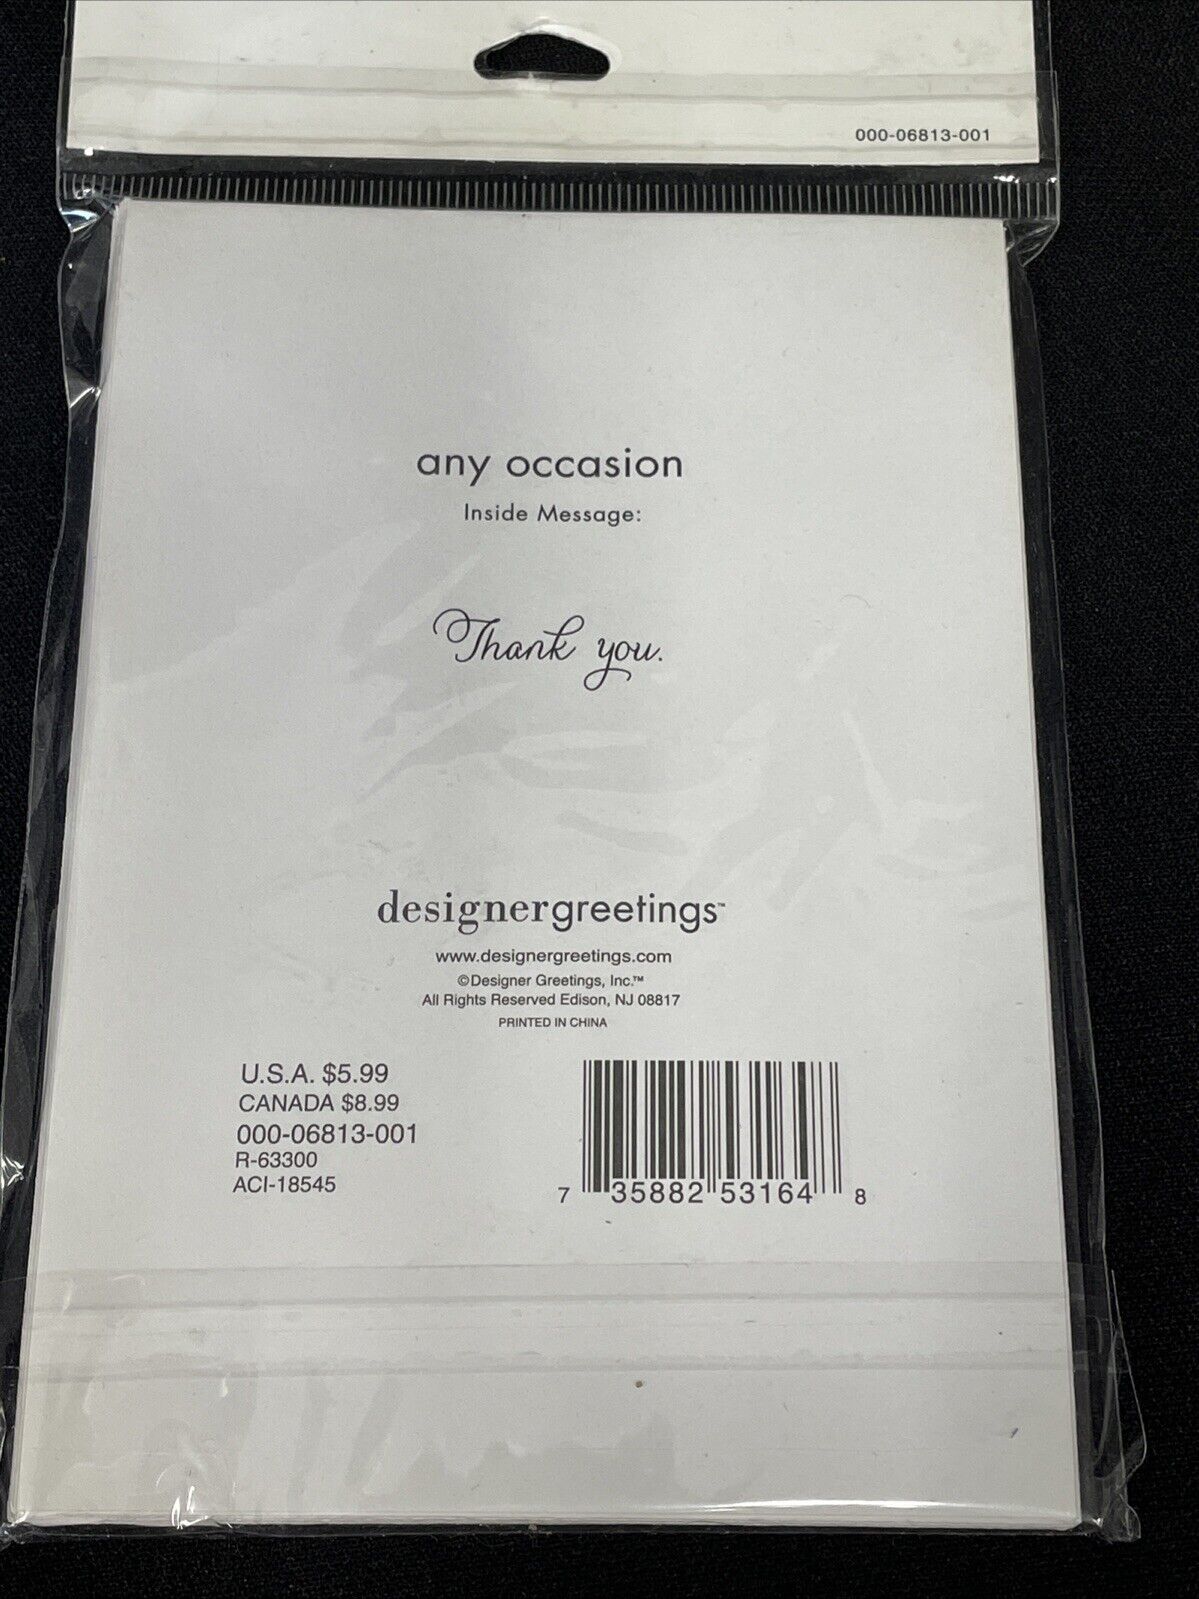 000-06813-001
any occasion
Inside Message:
Thank you.
designergreetings™
www.designergreetings.com
©Designer Greetings, Inc.™
All Rights Reserved Edison, NJ 08817
PRINTED IN CHINA
U.S.A. $5.99
CANADA $8.99
000-06813-001
R-63300
ACI-18545
7 35882 53164 8